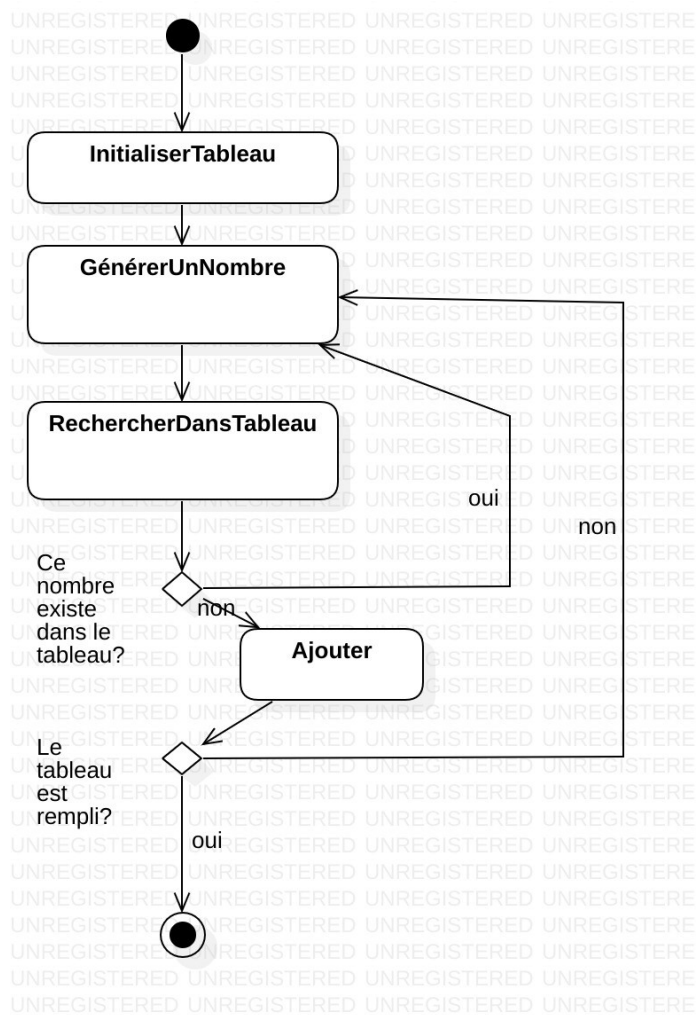 InitialiserTableau
GénérerUnNombre
RechercherDansTableau
oui
non
Ce
nombre
existe
dans le
tableau?
non
Ajouter
Le
tableau
est
rempli?
oui